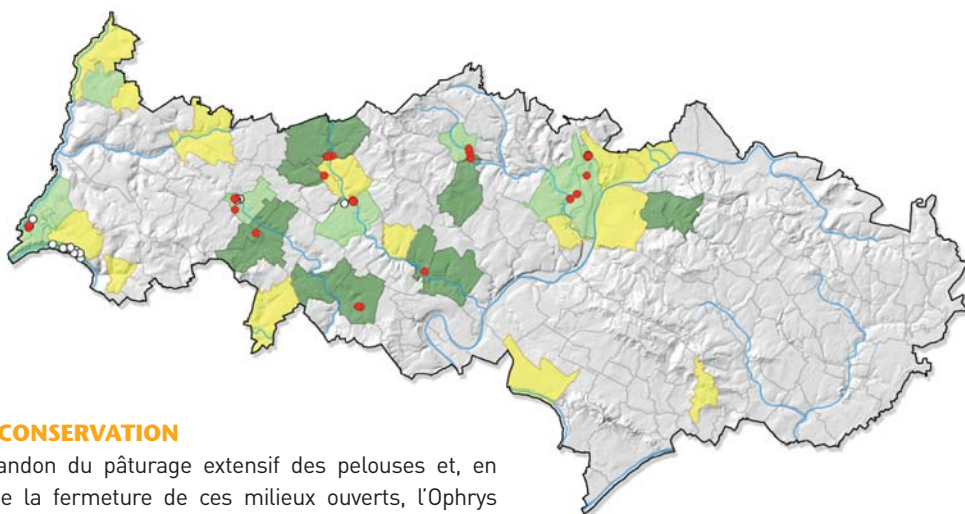 CONSERVATION
andon du pâturage extensif des pelouses et, en
e la fermeture de ces milieux ouverts, l'Ophrys